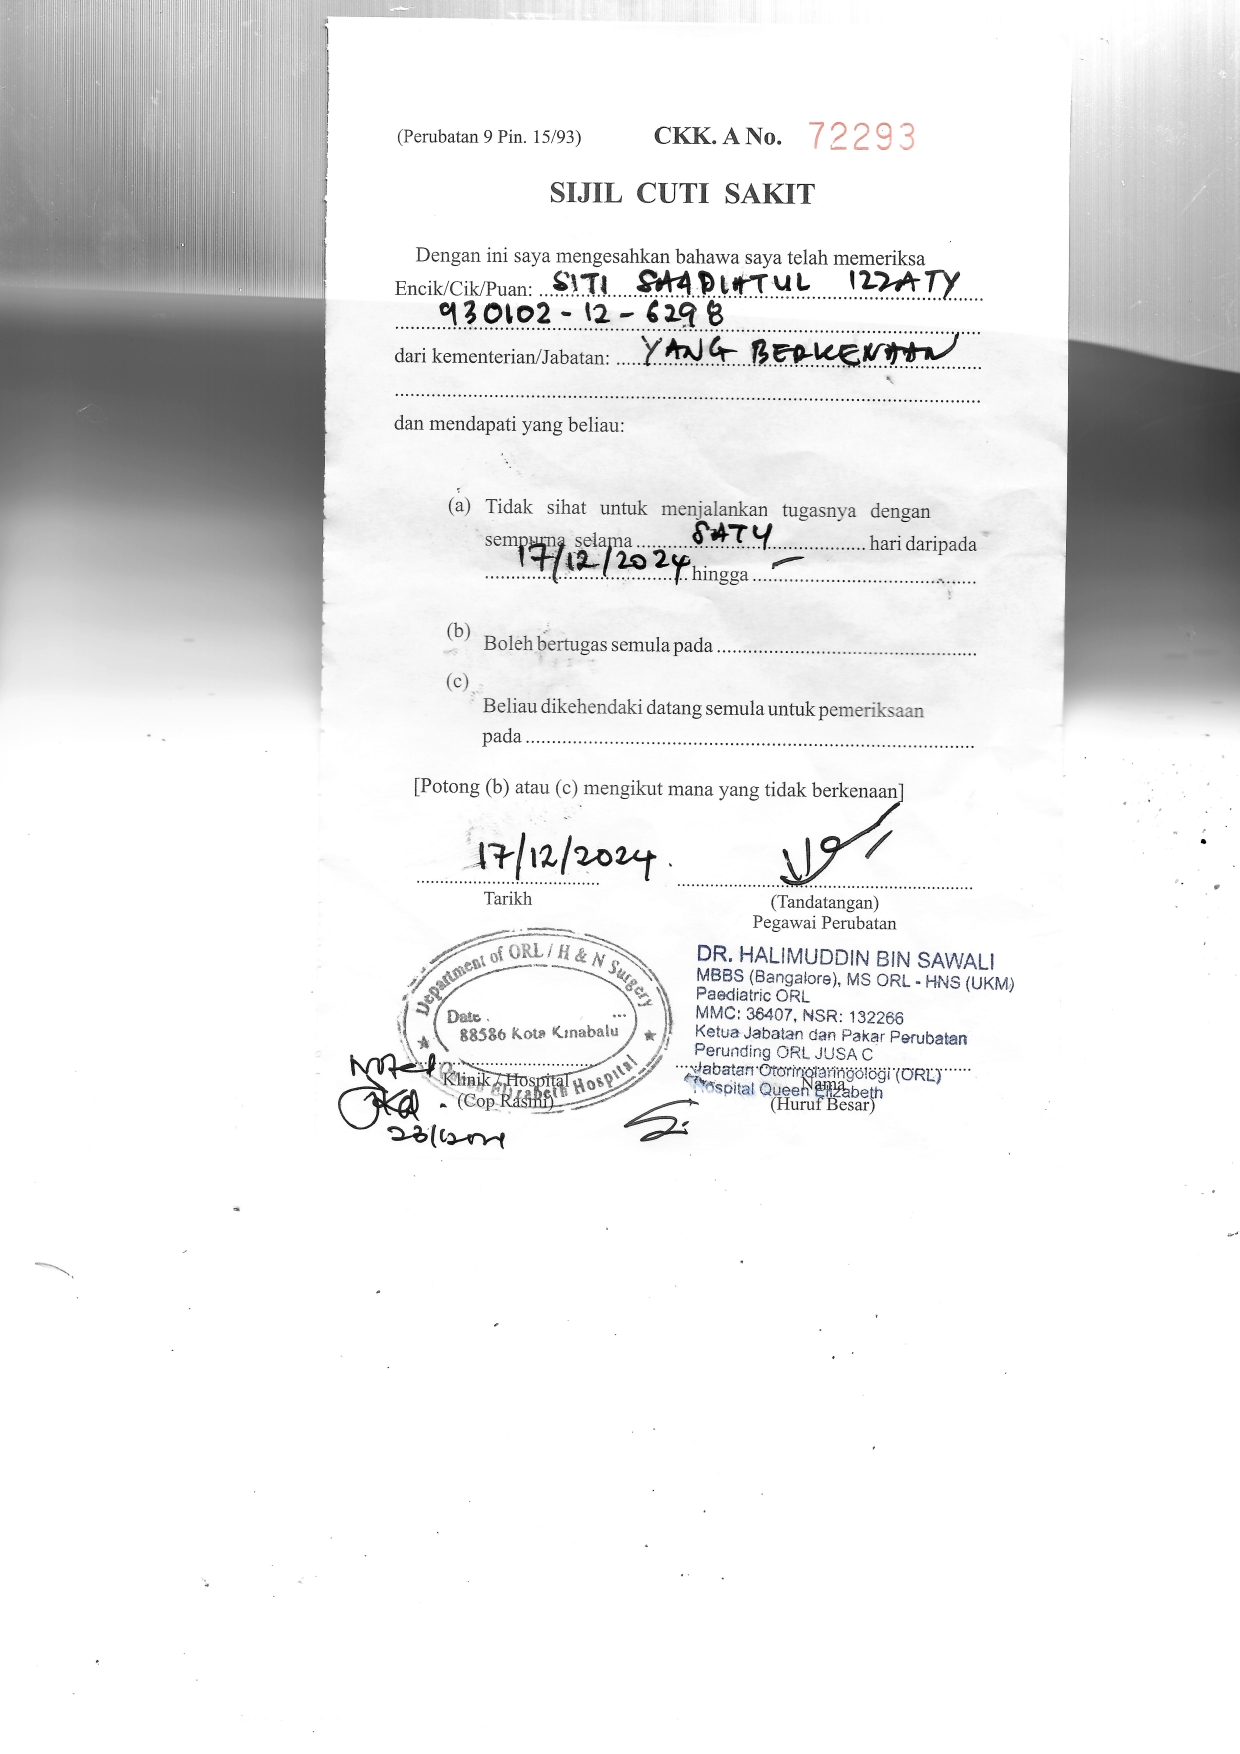 (Perubatan 9 Pin. 15/93) CKK. A No. 72293
SIJIL CUTI SAKIT
Dengan ini saya mengesahkan bahawa saya telah memeriksa
Encik/Cik/Puan: SITI SAADIATUL IZZATY
930102-12-6298
dari kementerian/Jabatan: YANG BERKENAAN
dan mendapati yang beliau:
(a) Tidak sihat untuk menjalankan tugasnya dengan
sempurna selama SATU hari daripada
17/12/2024 hingga –
(b) Boleh bertugas semula pada
(c)
Beliau dikehendaki datang semula untuk pemeriksaan
pada
[Potong (b) atau (c) mengikut mana yang tidak berkenaan]
17/12/2024.
Tarikh
(Tandatangan)
Pegawai Perubatan
Department of ORL / H & N Surgery
Date
88586 Kota Kinabalu
Queen Elizabeth Hospital
Klinik / Hospital
(Cop Rasmi)
DR. HALIMUDDIN BIN SAWALI
MBBS (Bangalore), MS ORL - HNS (UKM)
Paediatric ORL
MMC: 36407, NSR: 132266
Ketua Jabatan dan Pakar Perubatan
Perunding ORL JUSA C
Jabatan Otoringlaringologi (ORL)
Hospital Queen Elizabeth
Nama
(Huruf Besar)